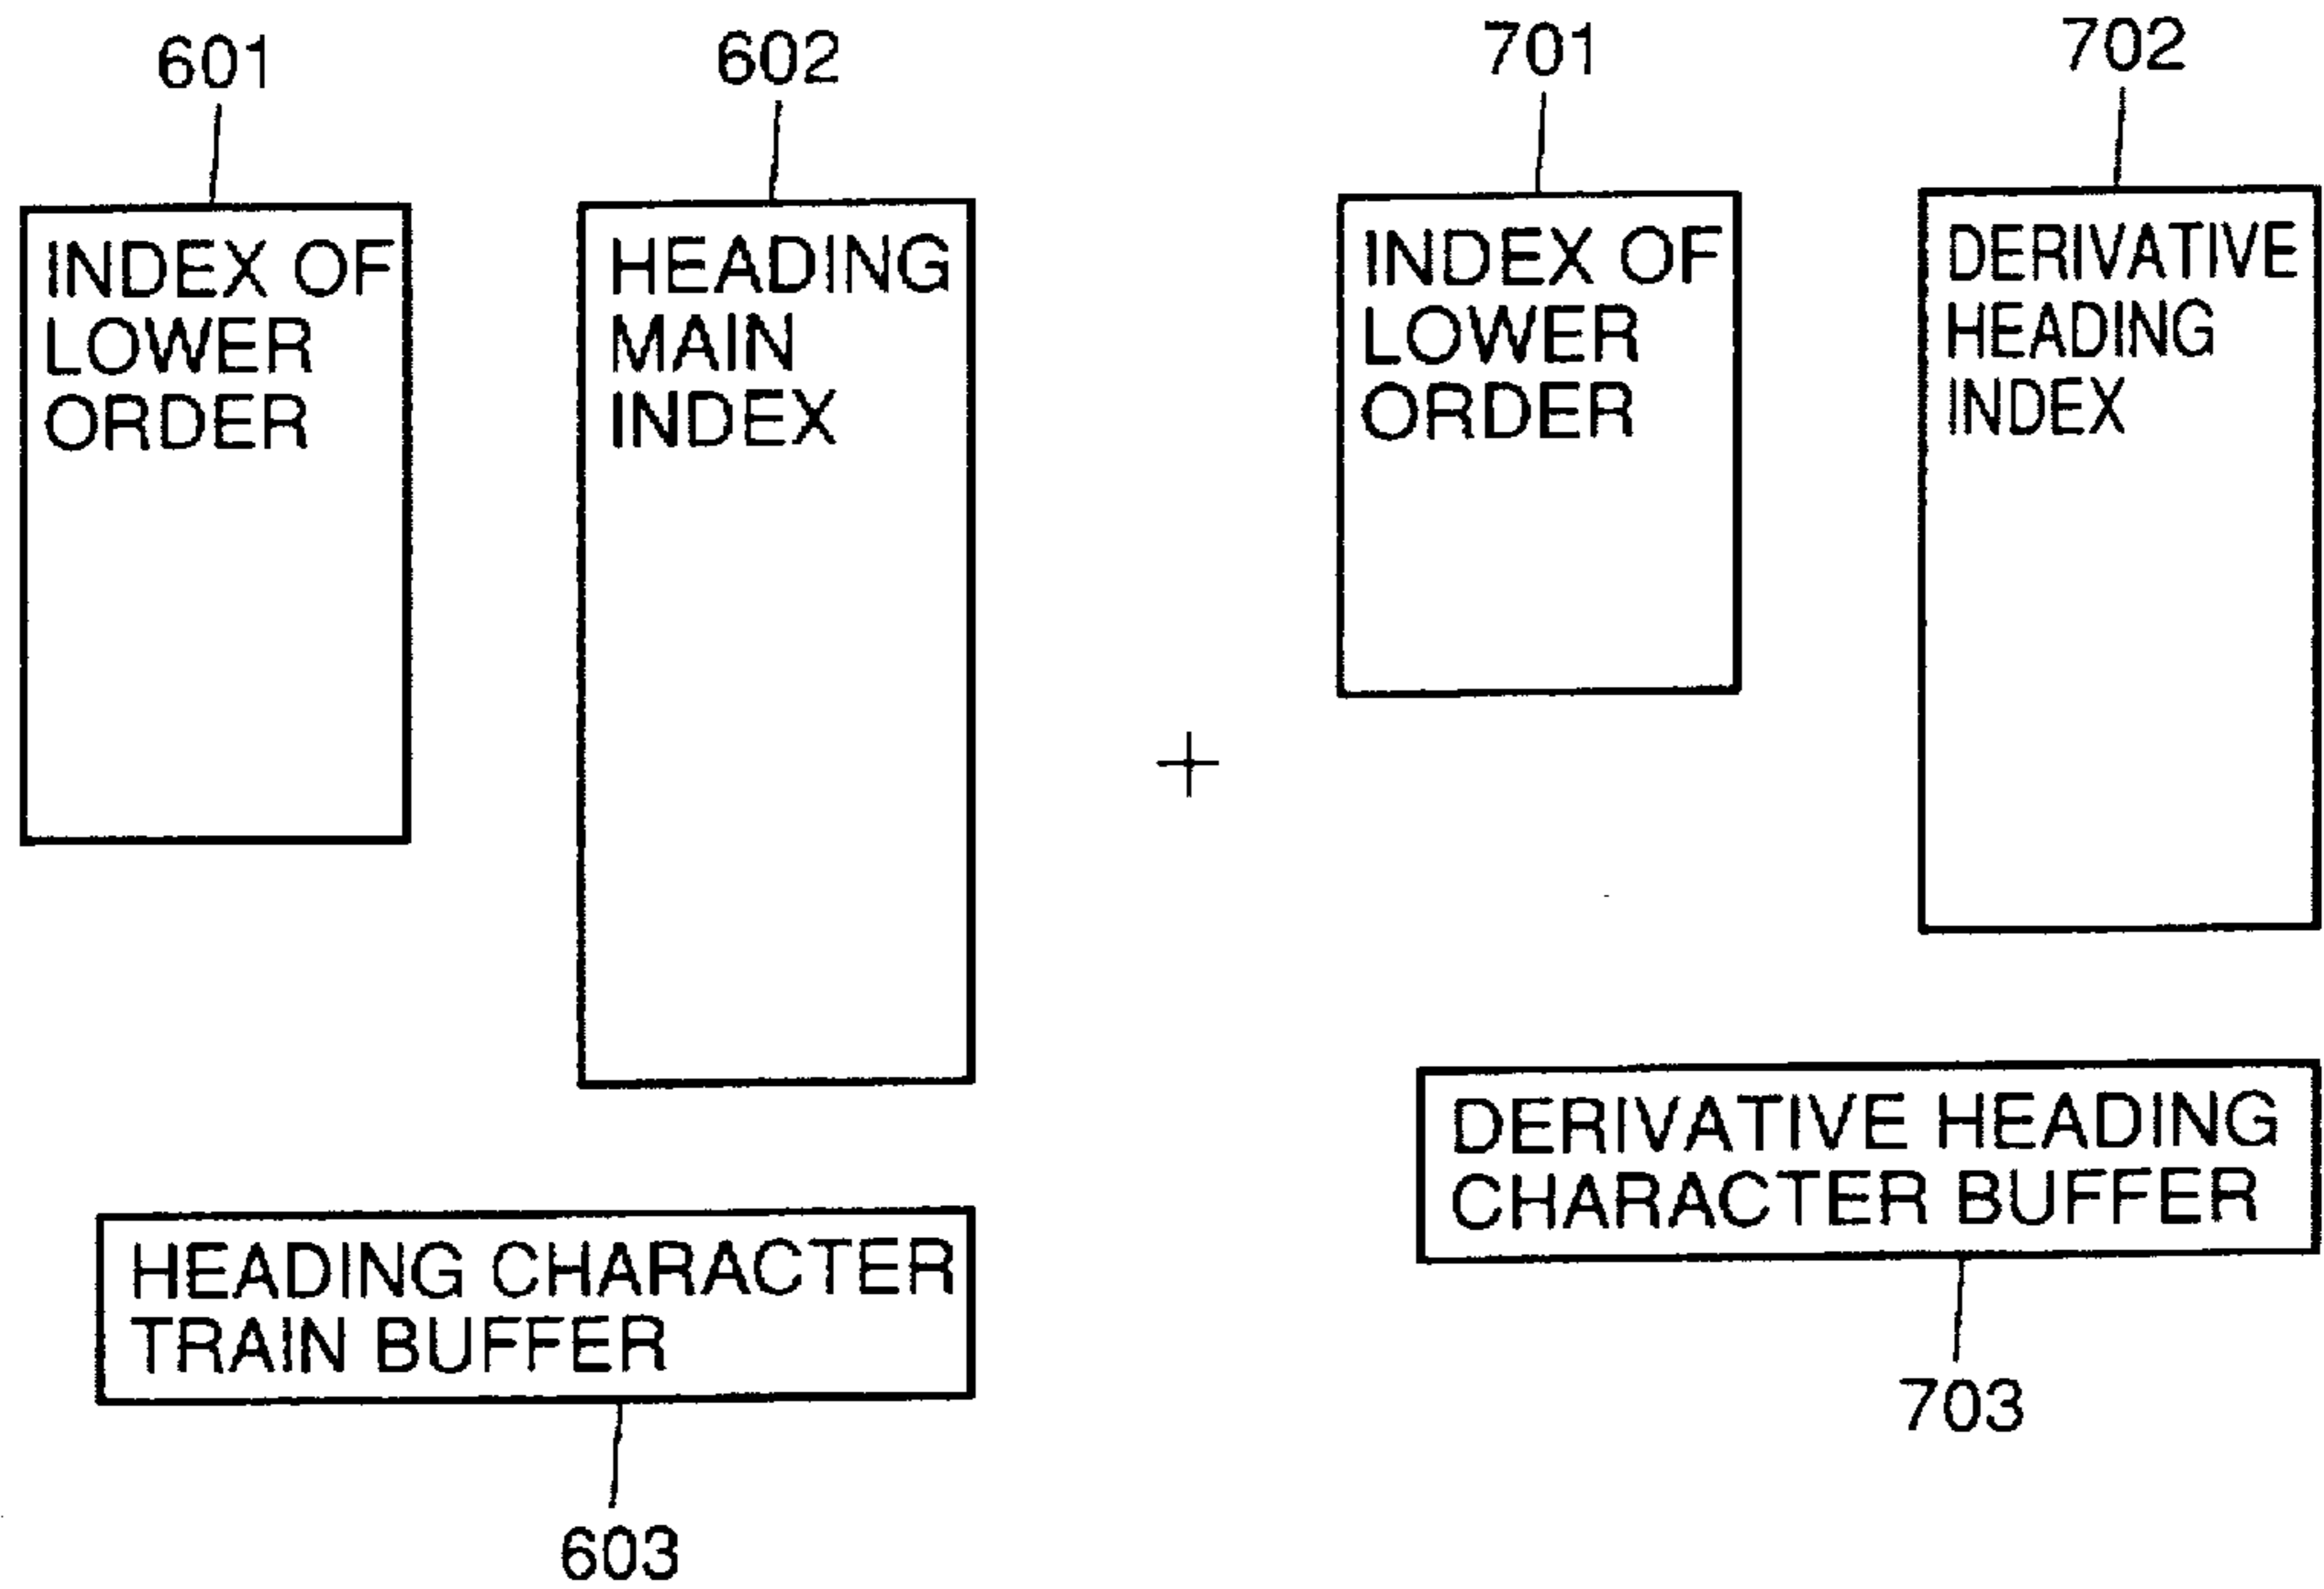 601
602
701
702
INDEX OF
LOWER
ORDER
HEADING
MAIN
INDEX
INDEX OF
LOWER
ORDER
DERIVATIVE
HEADING
INDEX
+
HEADING CHARACTER
TRAIN BUFFER
603
DERIVATIVE HEADING
CHARACTER BUFFER
703